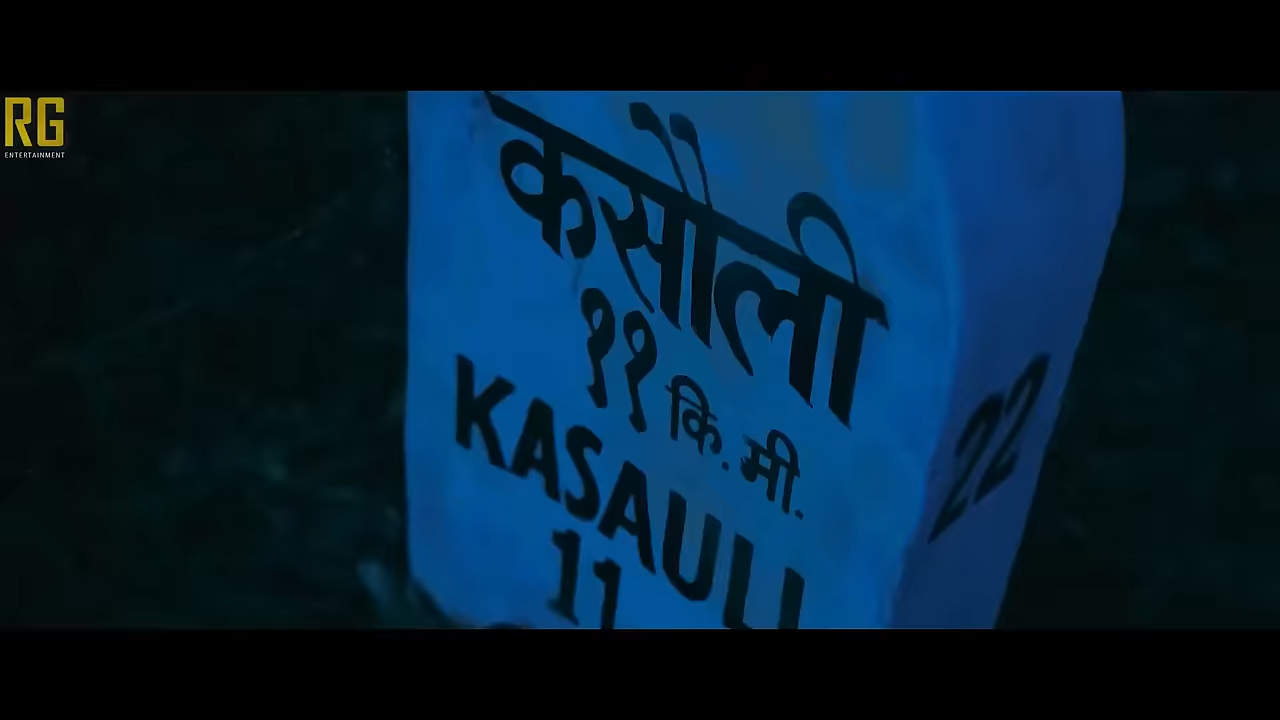 RG
ENTERTAINMENT
कसौली
११ कि. मी.
KASAULI
11
22